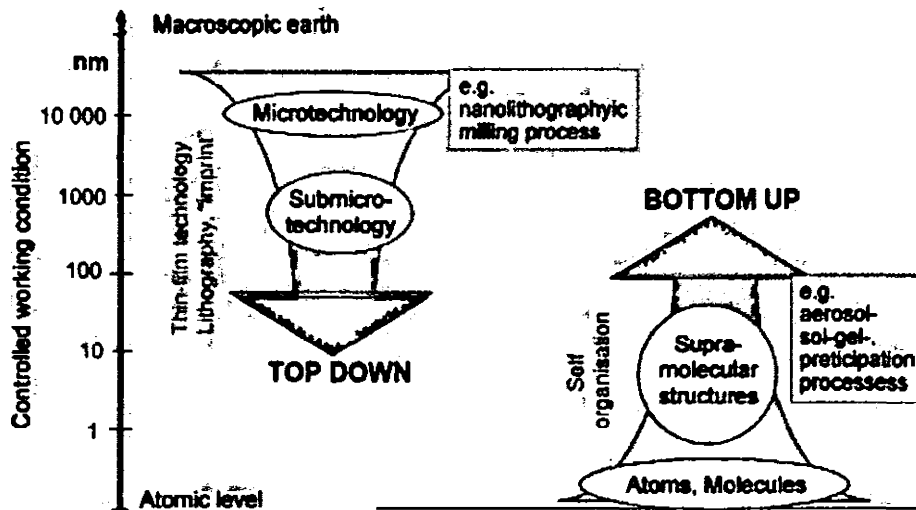 Macroscopic earth
nm
10 000
1000
100
10
1
Atomic level
Controlled working condition
Thin-film technology
Lithography, "Imprint"
Microtechnology
Submicro-
technology
TOP DOWN
e.g.
nanolithographyic
milling process
BOTTOM UP
Self
organisation
Supra-
molecular
structures
Atoms, Molecules
e.g.
aerosol-
sol-gel-,
preticipation
processess